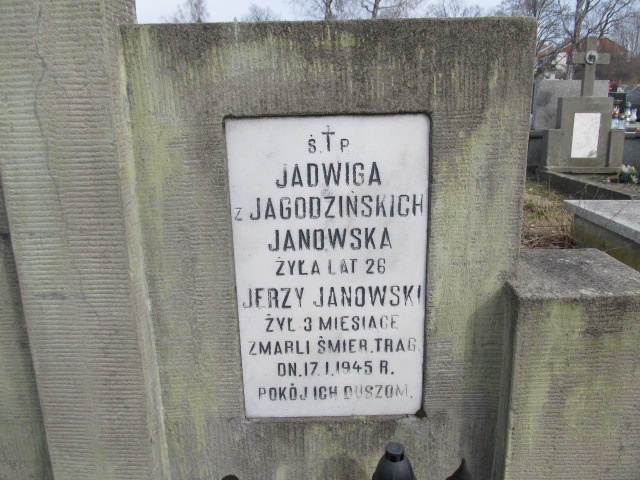 Ś.†P.
JADWIGA
Z JAGODZIŃSKICH
JANOWSKA
ŻYŁA LAT 26
JERZY JANOWSKI
ŻYŁ 3 MIESIĄCE
ZMARLI ŚMIER. TRAG.
DN. 17.I.1945 R.
POKÓJ ICH DUSZOM.